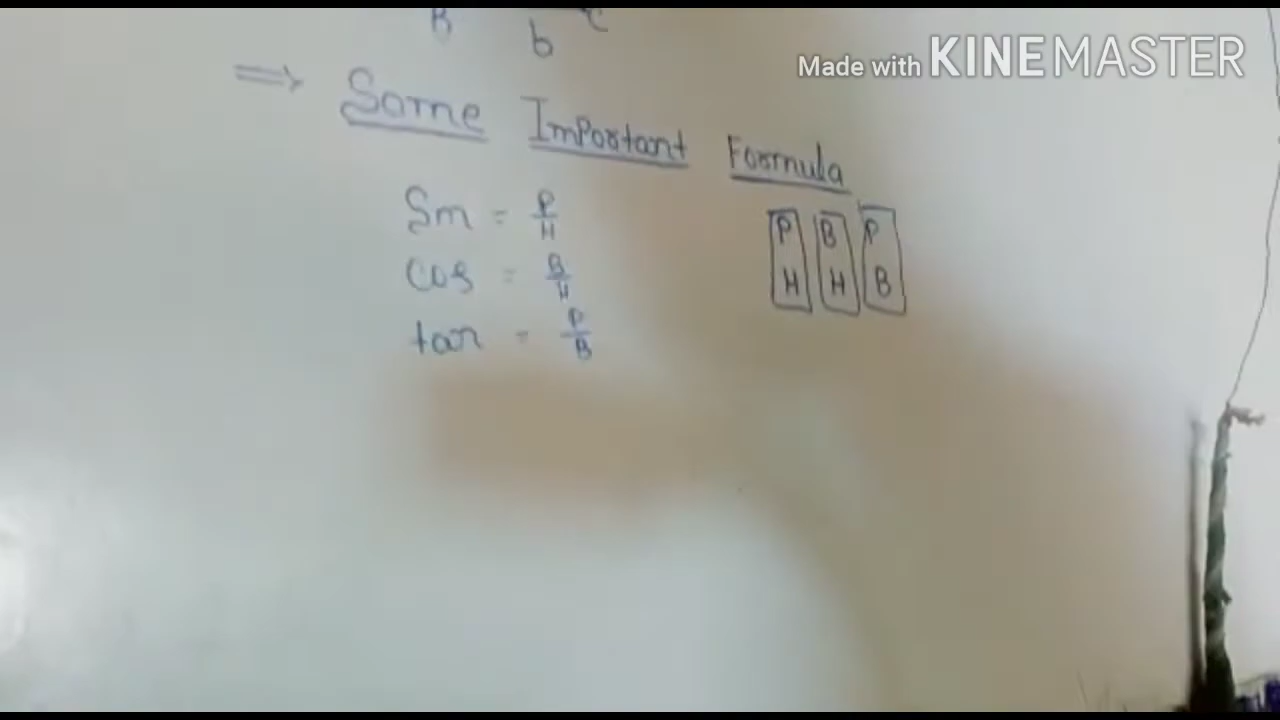 B b c
Made with KINEMASTER
⇒ Some Important Formula
Sin = P/H
Cos = B/H
tan = P/B
P B P
H H B